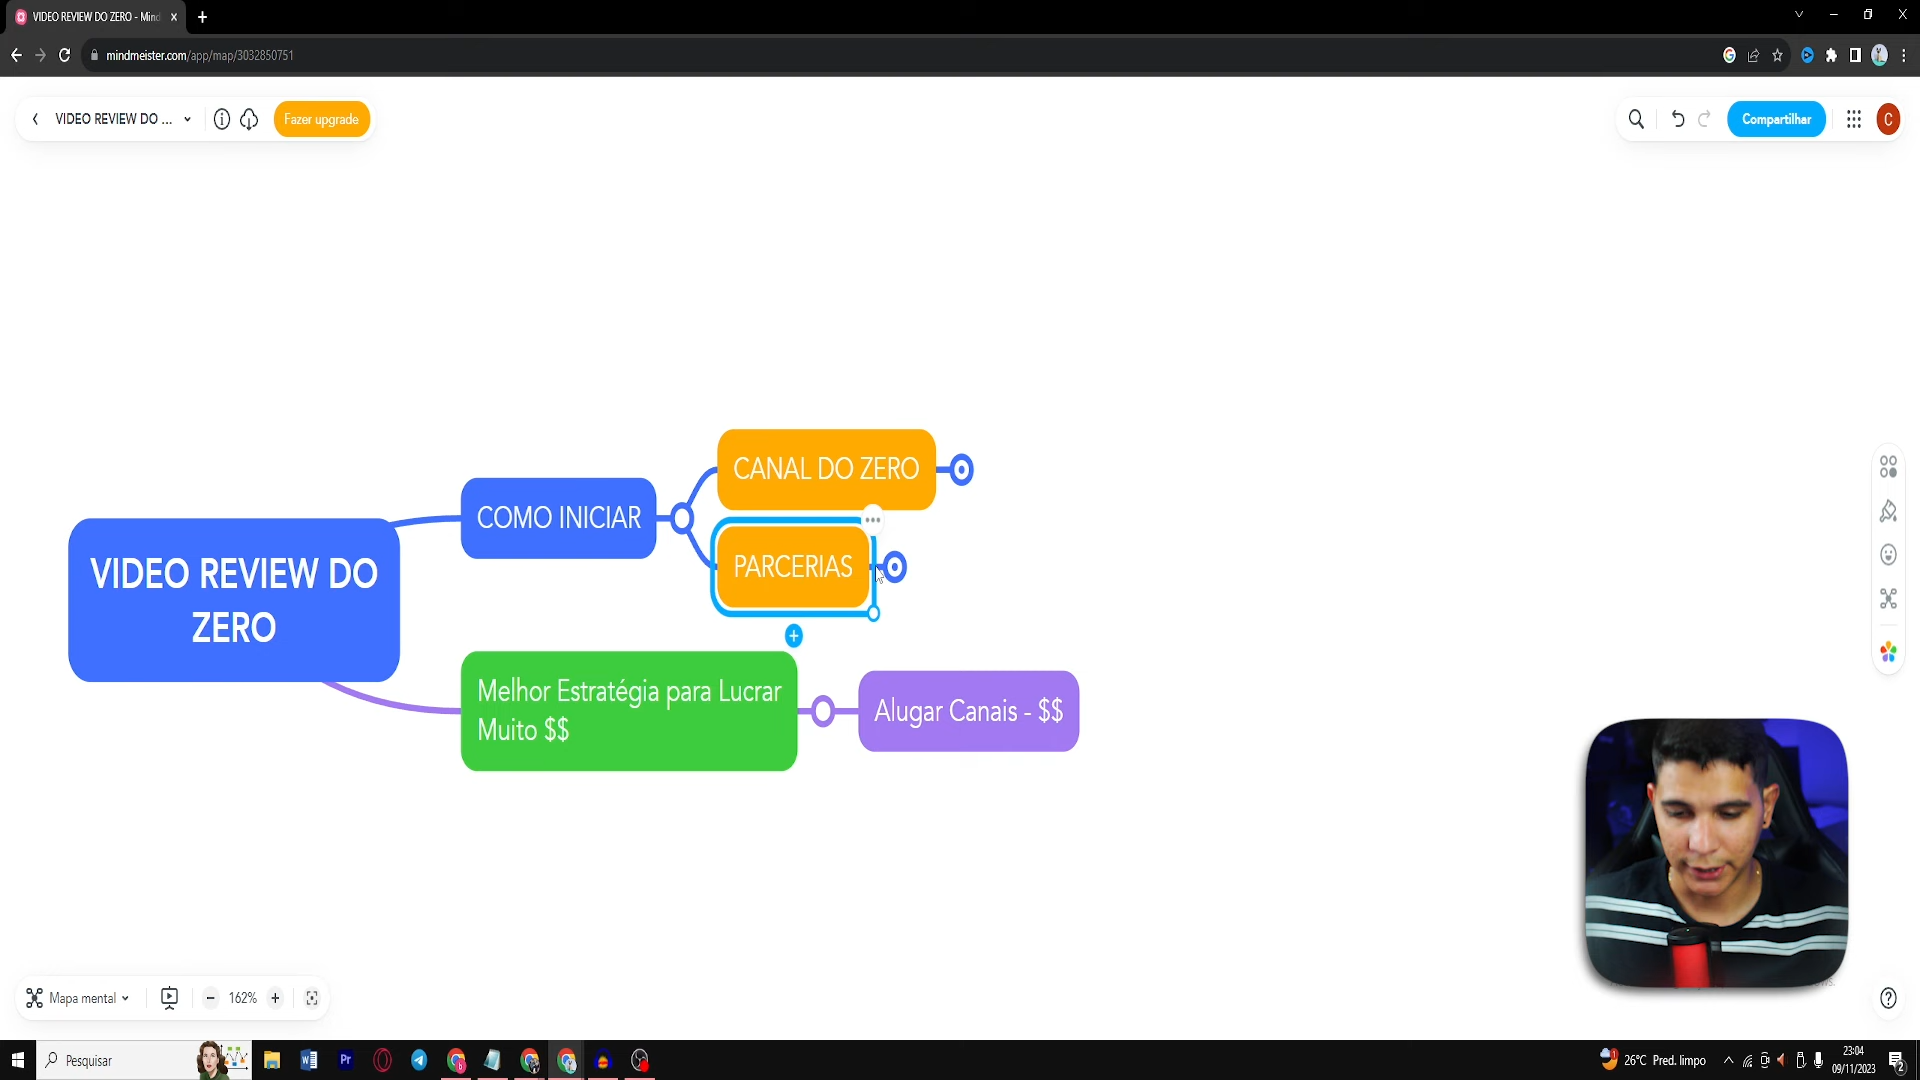 VIDEO REVIEW DO ZERO - Mind
mindmeister.com/app/map/3032850751
VIDEO REVIEW DO ...
Fazer upgrade
Compartilhar
C
CANAL DO ZERO
COMO INICIAR
PARCERIAS
VIDEO REVIEW DO
ZERO
Melhor Estratégia para Lucrar
Muito $$
Alugar Canais - $$
Mapa mental
162%
Pesquisar
26°C Pred. limpo
23:04
09/11/2023